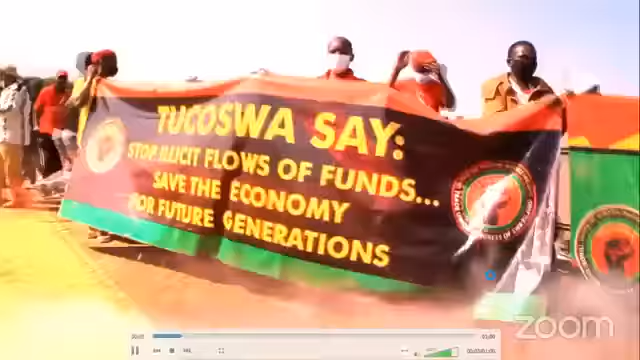 TUCOSWA SAY:
STOP ILLICIT FLOWS OF FUNDS...
SAVE THE ECONOMY
FOR FUTURE GENERATIONS
zoom